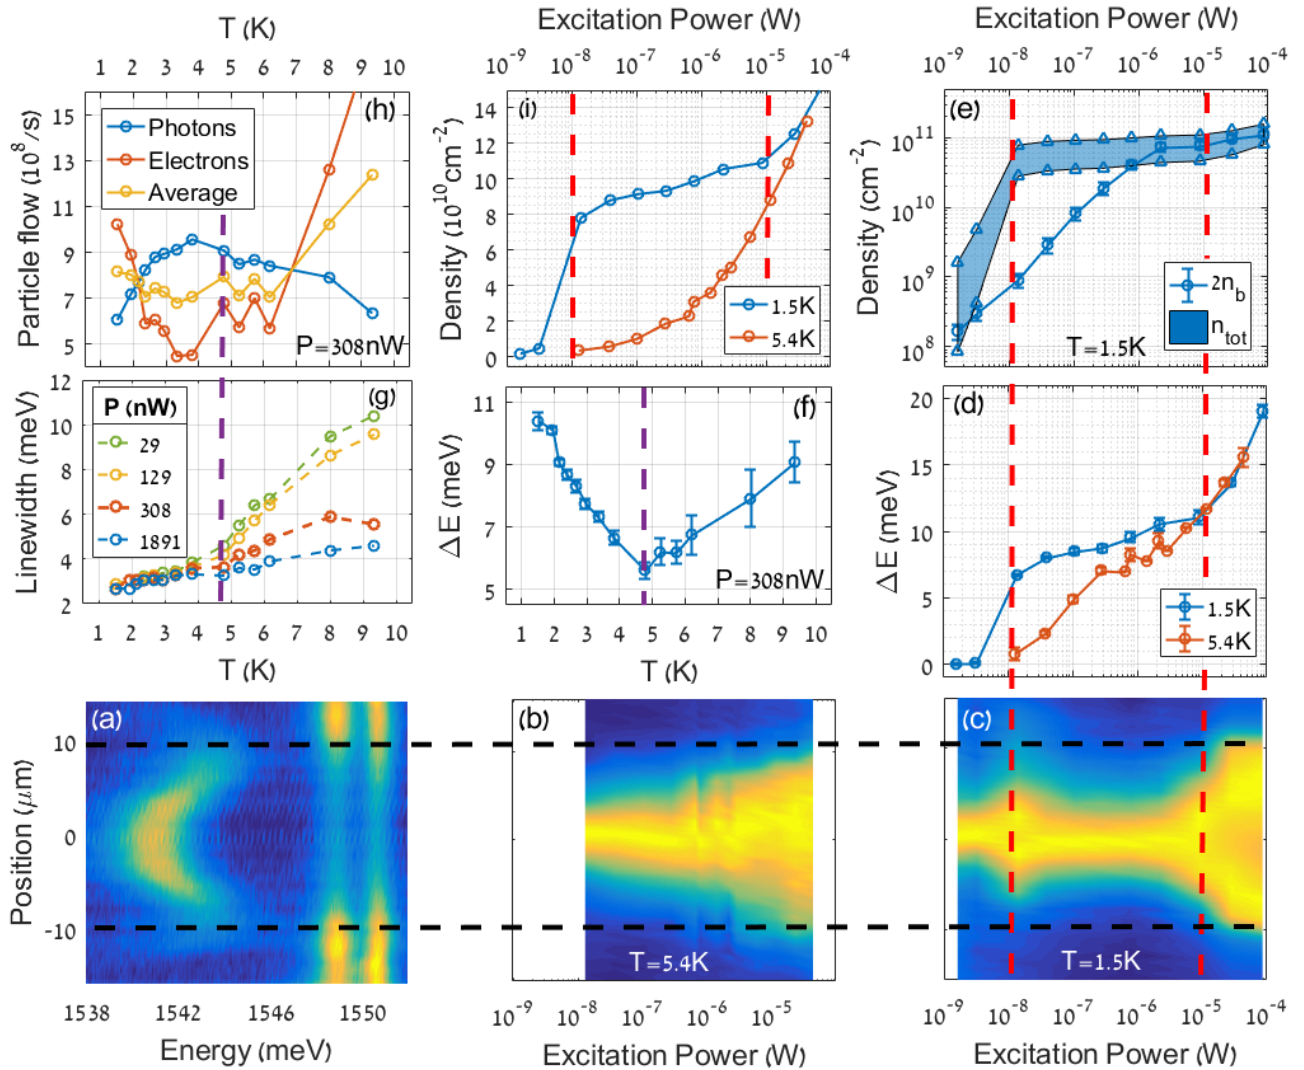 T (K)
1 2 3 4 5 6 7 8 9 10
(h)
Photons
Electrons
Average
P=308nW
Particle flow (10⁸/s)
15
13
11
9
7
5
Excitation Power (W)
10⁻⁹ 10⁻⁸ 10⁻⁷ 10⁻⁶ 10⁻⁵ 10⁻⁴
(i)
1.5K
5.4K
Density (10¹⁰cm⁻²)
14
12
10
8
6
4
2
0
Excitation Power (W)
10⁻⁹ 10⁻⁸ 10⁻⁷ 10⁻⁶ 10⁻⁵ 10⁻⁴
(e)
2n_b
n_tot
T=1.5K
Density (cm⁻²)
10¹¹
10¹⁰
10⁹
10⁸
(g)
P (nW)
29
129
308
1891
Linewidth (meV)
12
10
8
6
4
2
1 2 3 4 5 6 7 8 9 10
T (K)
(f)
P=308nW
ΔE (meV)
11
9
7
5
1 2 3 4 5 6 7 8 9 10
T (K)
(d)
1.5K
5.4K
ΔE (meV)
20
15
10
5
0
(a)
Position (μm)
10
0
-10
1538 1542 1546 1550
Energy (meV)
(b)
T=5.4K
10⁻⁹ 10⁻⁸ 10⁻⁷ 10⁻⁶ 10⁻⁵ 10⁻⁴
Excitation Power (W)
(c)
T=1.5K
10⁻⁹ 10⁻⁸ 10⁻⁷ 10⁻⁶ 10⁻⁵ 10⁻⁴
Excitation Power (W)